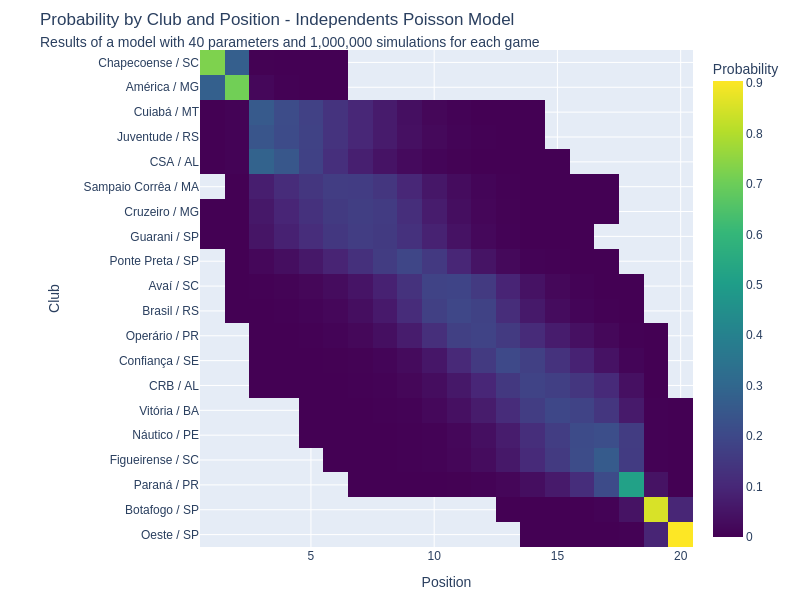 Probability by Club and Position - Independents Poisson Model
Results of a model with 40 parameters and 1,000,000 simulations for each game
Probability
Chapecoense / SC
América / MG
Cuiabá / MT
Juventude / RS
CSA / AL
Sampaio Corrêa / MA
Cruzeiro / MG
Guarani / SP
Ponte Preta / SP
Avaí / SC
Brasil / RS
Operário / PR
Confiança / SE
CRB / AL
Vitória / BA
Náutico / PE
Figueirense / SC
Paraná / PR
Botafogo / SP
Oeste / SP
Club
5
10
15
20
Position
0.9
0.8
0.7
0.6
0.5
0.4
0.3
0.2
0.1
0